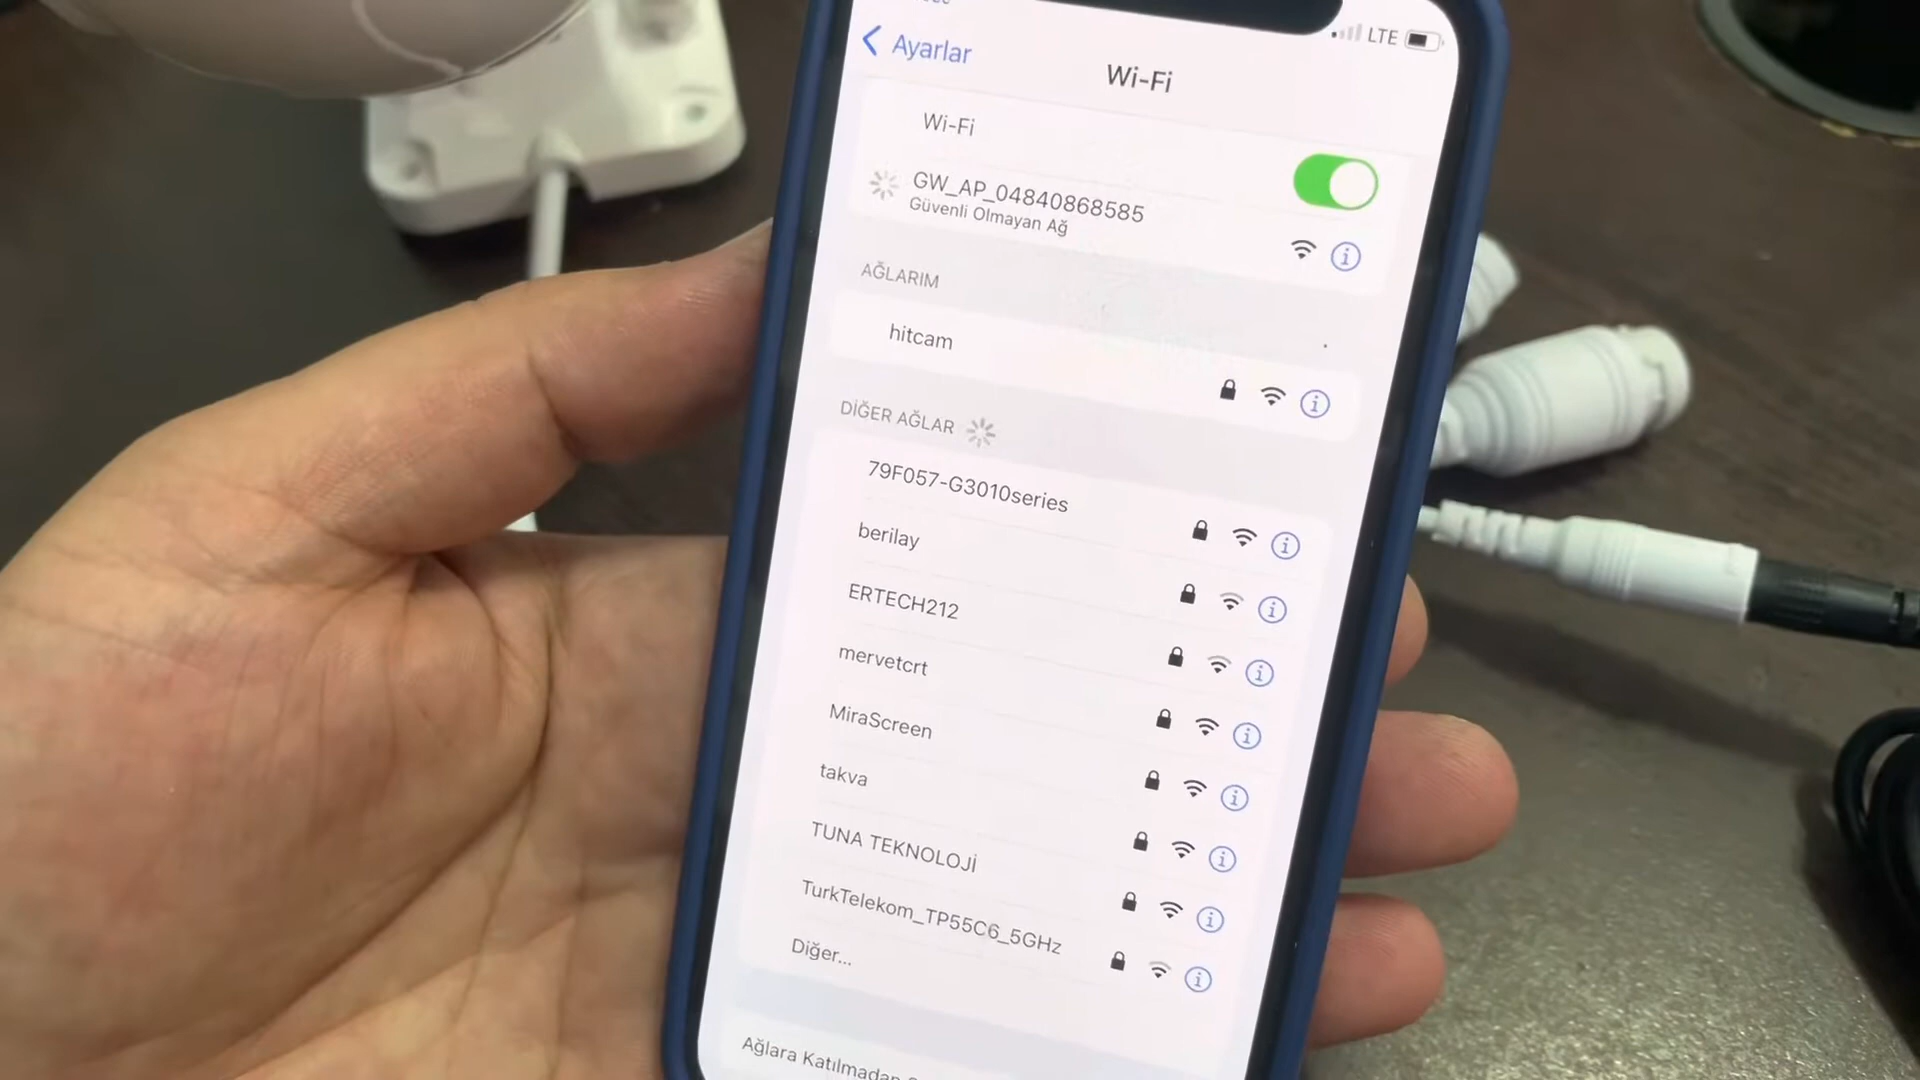 Ayarlar
LTE
Wi-Fi
Wi-Fi
GW_AP_04840868585
Güvenli Olmayan Ağ
AĞLARIM
hitcam
DİĞER AĞLAR
79F057-G3010series
berilay
ERTECH212
mervetcrt
MiraScreen
takva
TUNA TEKNOLOJİ
TurkTelekom_TP55C6_5GHz
Diğer...
Ağlara Katılmadan